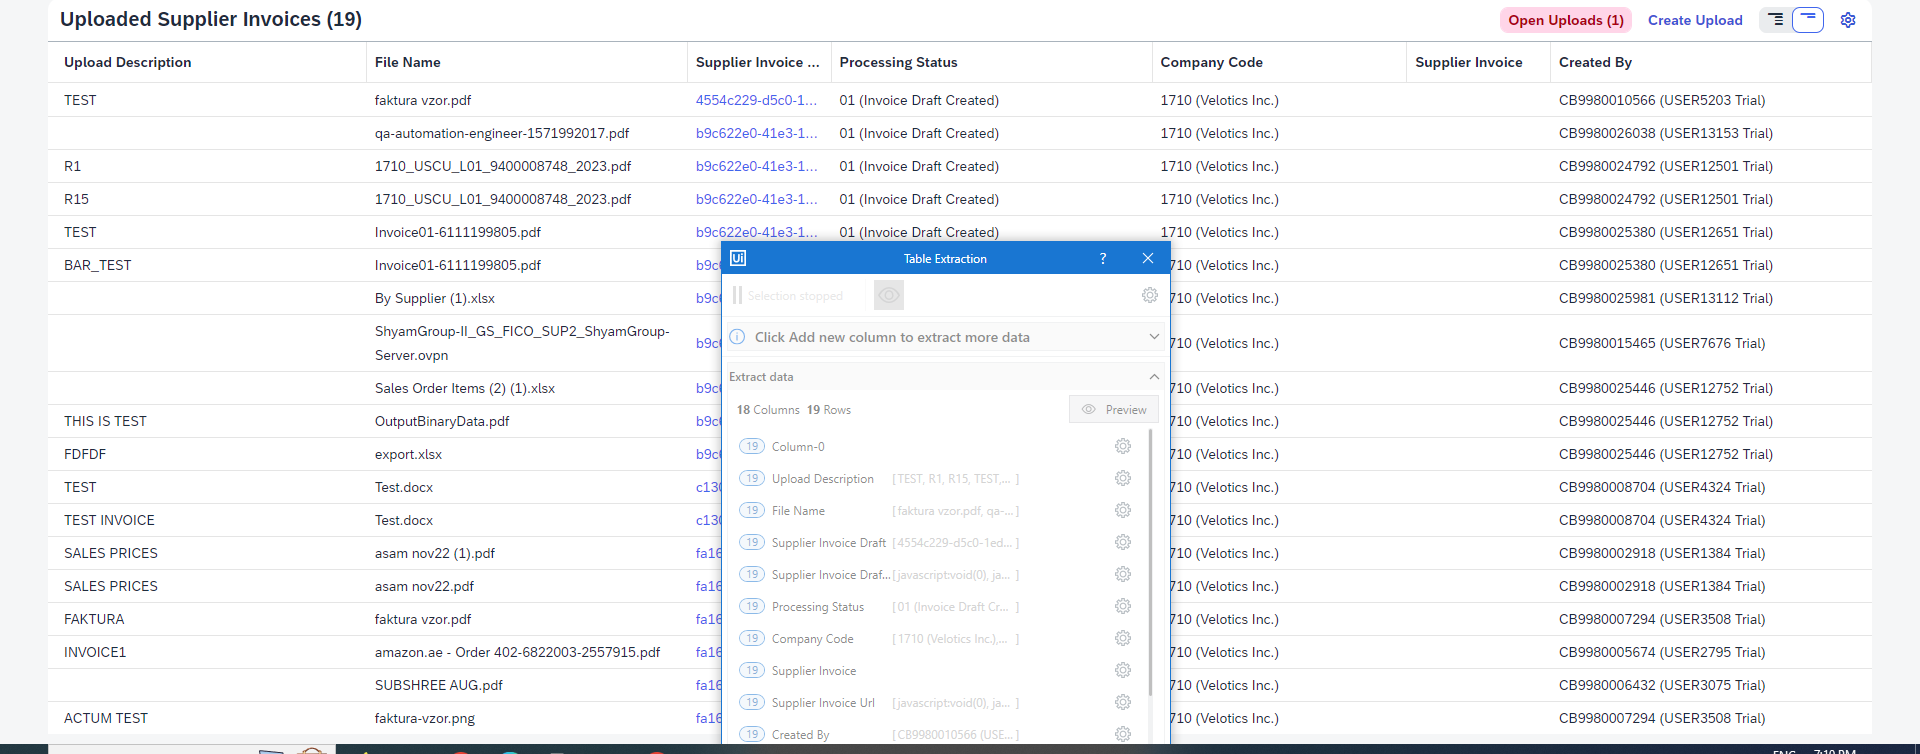 Uploaded Supplier Invoices (19)
Open Uploads (1) Create Upload
Upload Description File Name Supplier Invoice ... Processing Status Company Code Supplier Invoice Created By
TEST faktura vzor.pdf 4554c229-d5c0-1... 01 (Invoice Draft Created) 1710 (Velotics Inc.) CB9980010566 (USER5203 Trial)
qa-automation-engineer-1571992017.pdf b9c622e0-41e3-1... 01 (Invoice Draft Created) 1710 (Velotics Inc.) CB9980026038 (USER13153 Trial)
R1 1710_USCU_L01_9400008748_2023.pdf b9c622e0-41e3-1... 01 (Invoice Draft Created) 1710 (Velotics Inc.) CB9980024792 (USER12501 Trial)
R15 1710_USCU_L01_9400008748_2023.pdf b9c622e0-41e3-1... 01 (Invoice Draft Created) 1710 (Velotics Inc.) CB9980024792 (USER12501 Trial)
TEST Invoice01-6111199805.pdf b9c622e0-41e3-1... 01 (Invoice Draft Created) 1710 (Velotics Inc.) CB9980025380 (USER12651 Trial)
BAR_TEST Invoice01-6111199805.pdf b9c 710 (Velotics Inc.) CB9980025380 (USER12651 Trial)
By Supplier (1).xlsx b9c 710 (Velotics Inc.) CB9980025981 (USER13112 Trial)
ShyamGroup-II_GS_FICO_SUP2_ShyamGroup-
Server.ovpn b9c 710 (Velotics Inc.) CB9980015465 (USER7676 Trial)
Sales Order Items (2) (1).xlsx b9c 710 (Velotics Inc.) CB9980025446 (USER12752 Trial)
THIS IS TEST OutputBinaryData.pdf b9c 710 (Velotics Inc.) CB9980025446 (USER12752 Trial)
FDFDF export.xlsx b9c 710 (Velotics Inc.) CB9980025446 (USER12752 Trial)
TEST Test.docx c130 710 (Velotics Inc.) CB9980008704 (USER4324 Trial)
TEST INVOICE Test.docx c130 710 (Velotics Inc.) CB9980008704 (USER4324 Trial)
SALES PRICES asam nov22 (1).pdf fa16 710 (Velotics Inc.) CB9980002918 (USER1384 Trial)
SALES PRICES asam nov22.pdf fa16 710 (Velotics Inc.) CB9980002918 (USER1384 Trial)
FAKTURA faktura vzor.pdf fa16 710 (Velotics Inc.) CB9980007294 (USER3508 Trial)
INVOICE1 amazon.ae - Order 402-6822003-2557915.pdf fa16 710 (Velotics Inc.) CB9980005674 (USER2795 Trial)
SUBSHREE AUG.pdf fa16 710 (Velotics Inc.) CB9980006432 (USER3075 Trial)
ACTUM TEST faktura-vzor.png fa16 710 (Velotics Inc.) CB9980007294 (USER3508 Trial)
Ui Table Extraction ?
Selection stopped
Click Add new column to extract more data
Extract data
18 Columns 19 Rows Preview
19 Column-0
19 Upload Description [ TEST, R1, R15, TEST,... ]
19 File Name [ faktura vzor.pdf, qa-... ]
19 Supplier Invoice Draft [ 4554c229-d5c0-1ed... ]
19 Supplier Invoice Draf... [ javascript:void(0), ja... ]
19 Processing Status [ 01 (Invoice Draft Cr... ]
19 Company Code [ 1710 (Velotics Inc.),... ]
19 Supplier Invoice
19 Supplier Invoice Url [ javascript:void(0), ja... ]
19 Created By [ CB9980010566 (USE... ]
ENG 7:10 PM